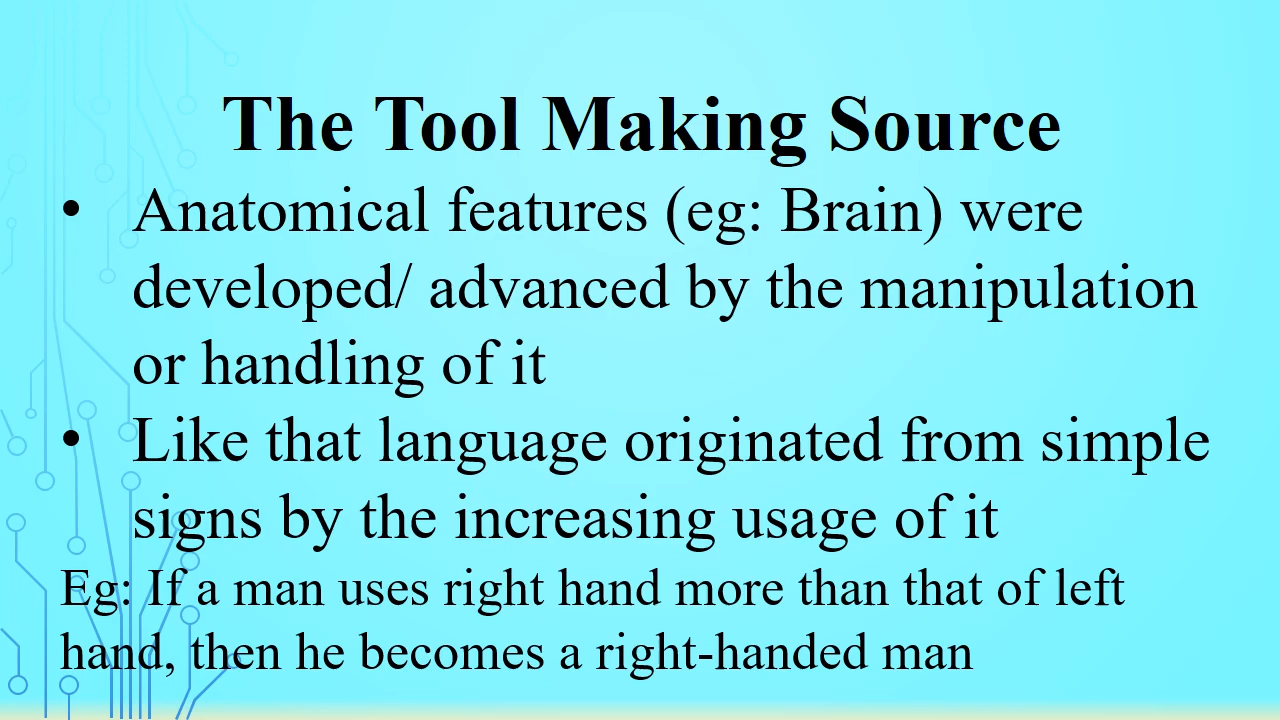 The Tool Making Source
• Anatomical features (eg: Brain) were
developed/ advanced by the manipulation
or handling of it
• Like that language originated from simple
signs by the increasing usage of it
Eg: If a man uses right hand more than that of left
hand, then he becomes a right-handed man